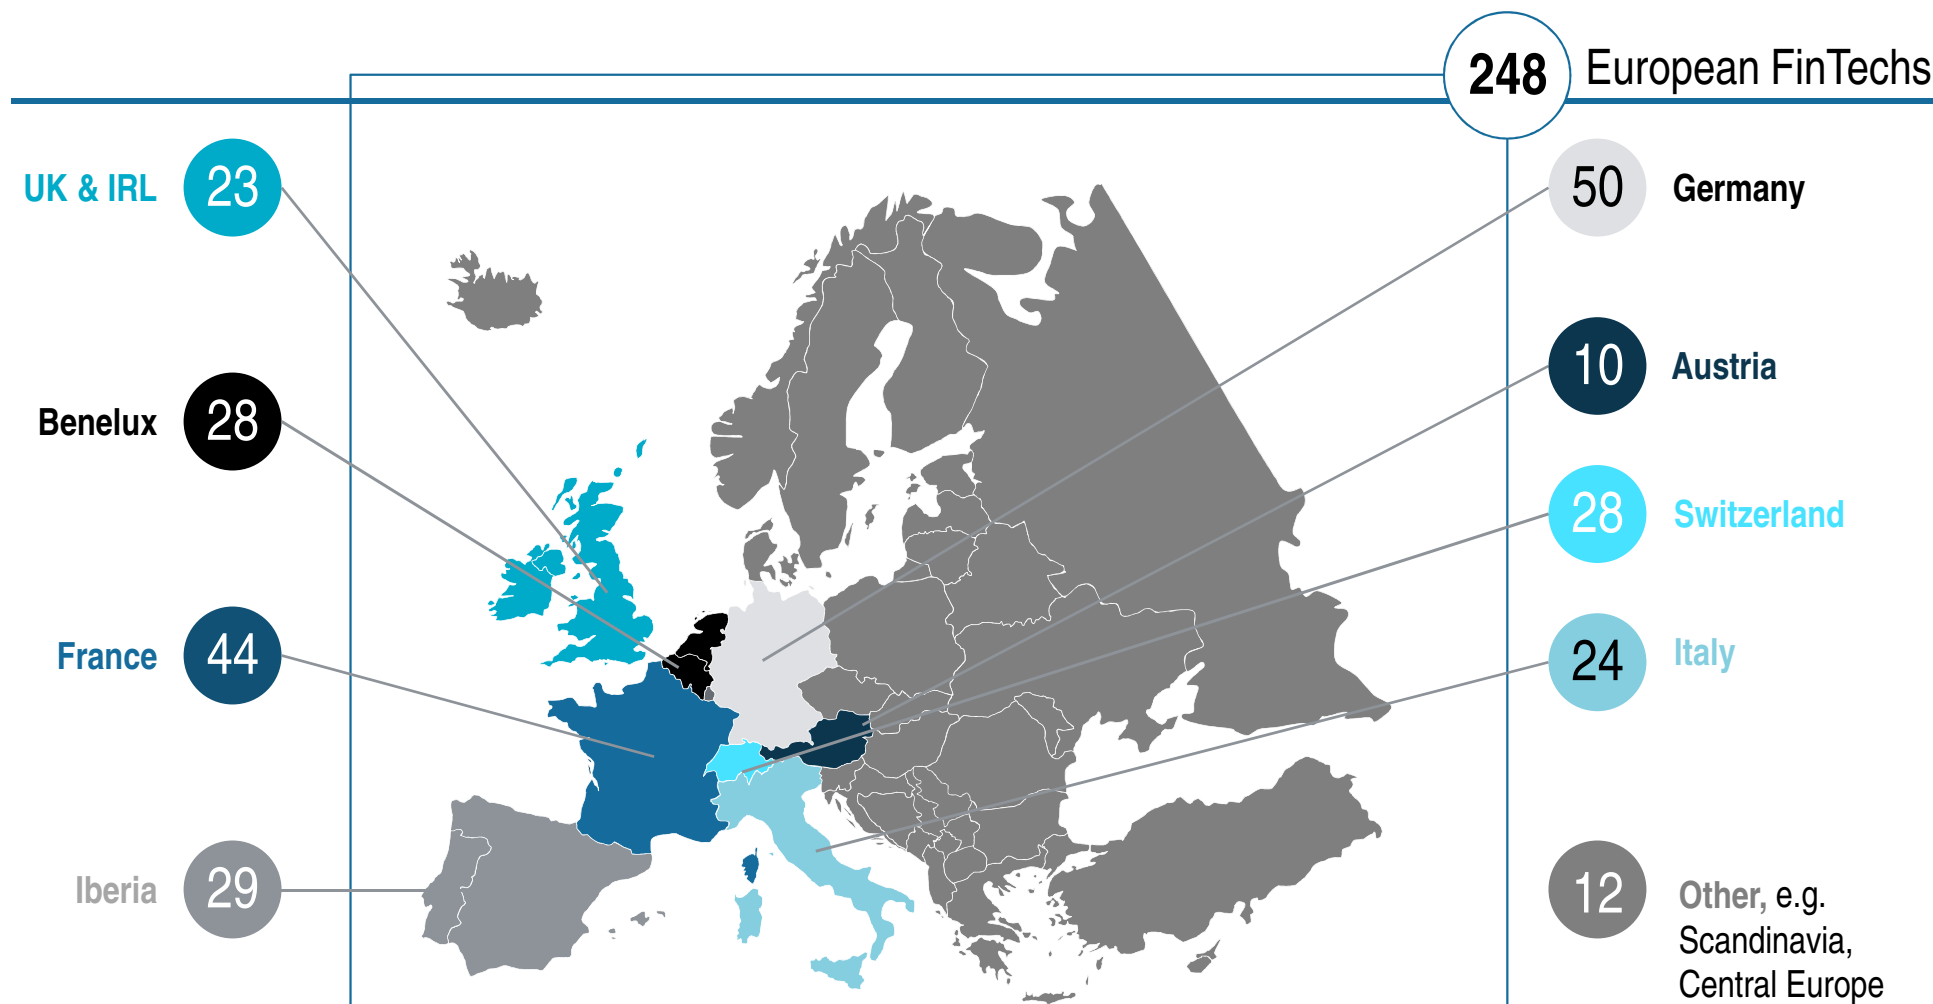 248 European FinTechs
UK & IRL 23
Benelux 28
France 44
Iberia 29
50 Germany
10 Austria
28 Switzerland
24 Italy
12 Other, e.g.
Scandinavia,
Central Europe